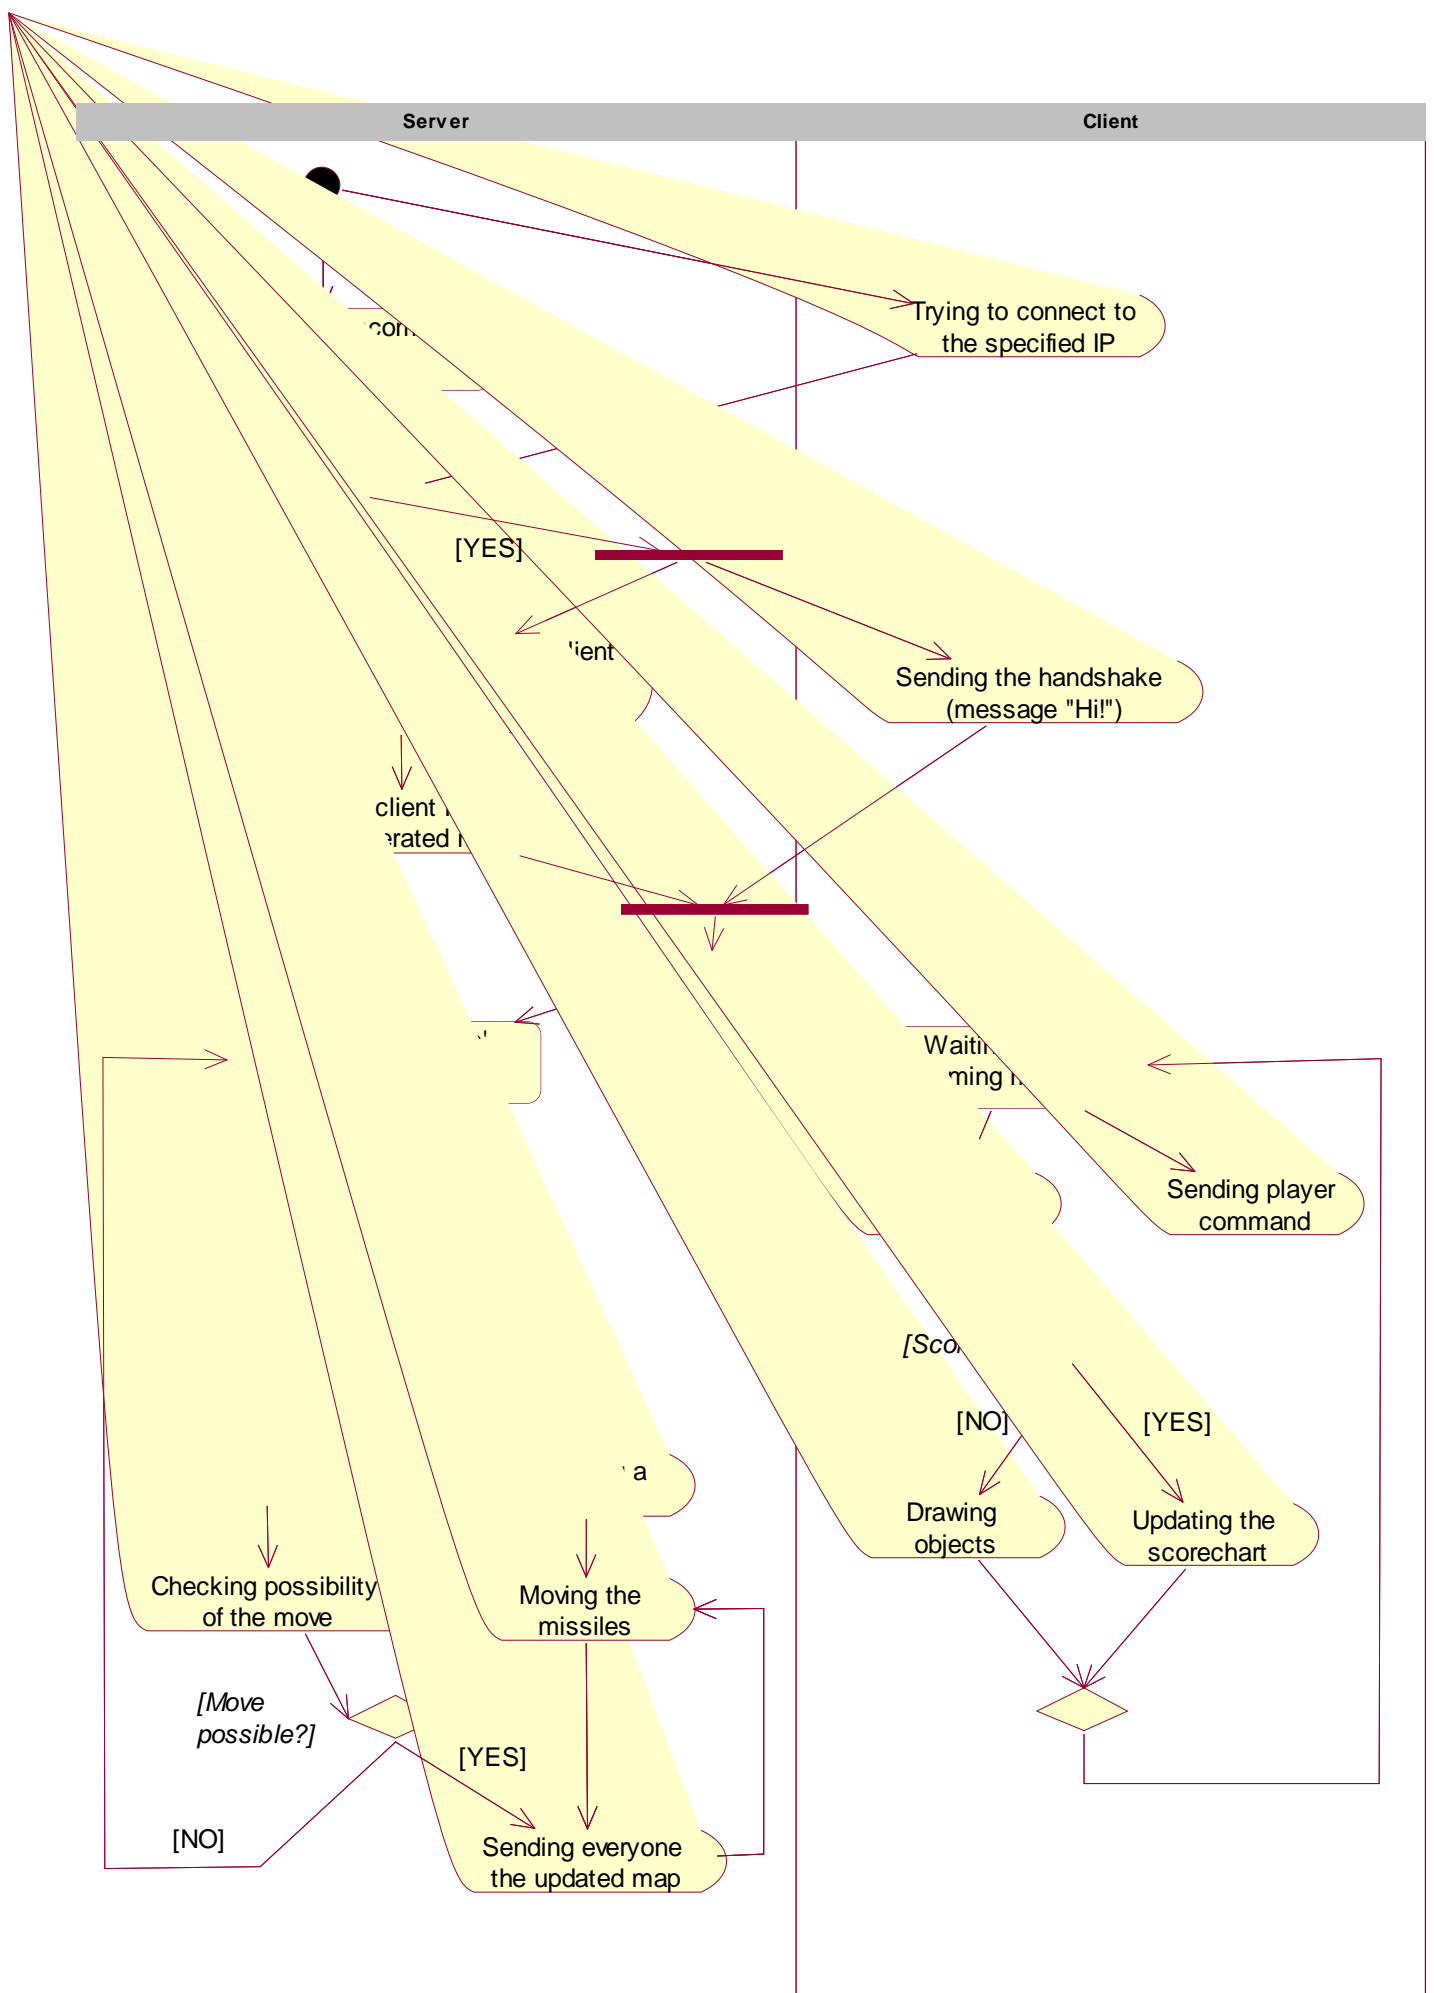 Server
Client
Trying to connect to
the specified IP
[YES]
Sending the handshake
(message "Hi!")
client
Sending player
command
[NO]
[YES]
Drawing
objects
Updating the
scorechart
a
Checking possibility
of the move
Moving the
missiles
[Move
possible?]
[YES]
[NO]
Sending everyone
the updated map